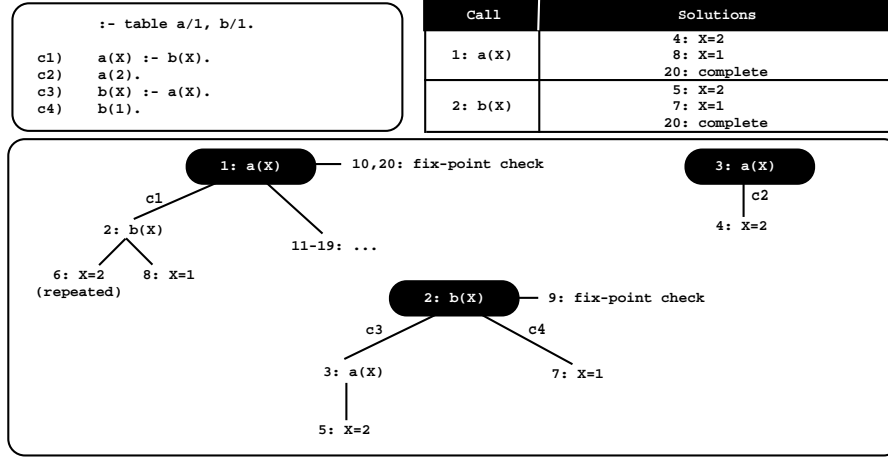 :- table a/1, b/1.
c1) a(X) :- b(X).
c2) a(2).
c3) b(X) :- a(X).
c4) b(1).
Call Solutions
1: a(X)
4: X=2
8: X=1
20: complete
2: b(X)
5: X=2
7: X=1
20: complete
1: a(X)
10,20: fix-point check
3: a(X)
c1
c2
2: b(X)
4: X=2
11-19: ...
6: X=2
(repeated)
8: X=1
2: b(X)
9: fix-point check
c3
c4
3: a(X)
7: X=1
5: X=2